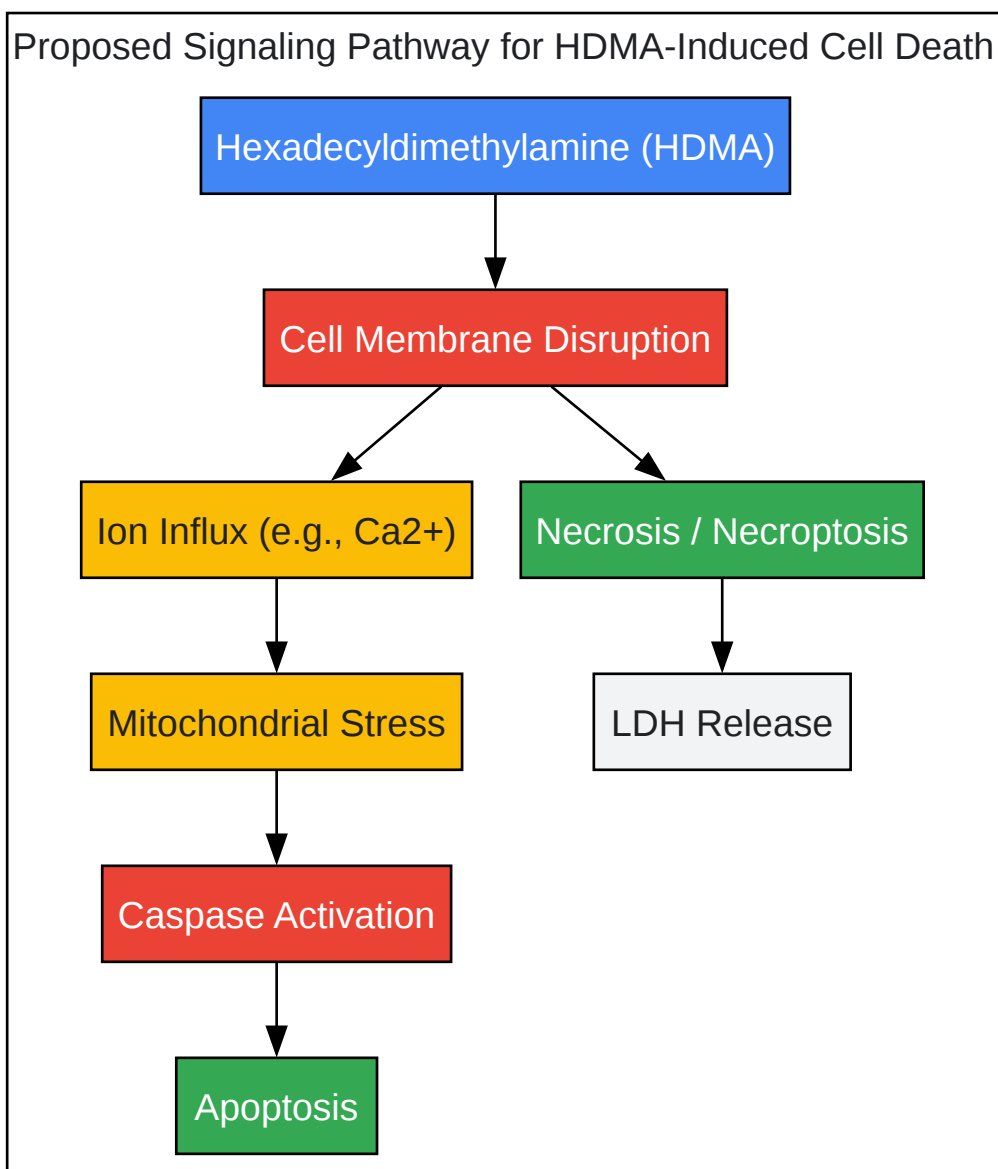 Proposed Signaling Pathway for HDMA-Induced Cell Death
Hexadecyldimethylamine (HDMA)
Cell Membrane Disruption
Ion Influx (e.g., Ca2+)
Necrosis / Necroptosis
Mitochondrial Stress
LDH Release
Caspase Activation
Apoptosis